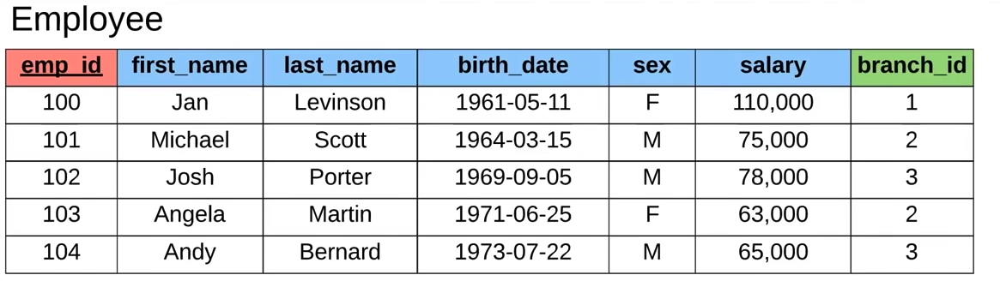 Employee
emp_id first_name last_name birth_date sex salary branch_id
100 Jan Levinson 1961-05-11 F 110,000 1
101 Michael Scott 1964-03-15 M 75,000 2
102 Josh Porter 1969-09-05 M 78,000 3
103 Angela Martin 1971-06-25 F 63,000 2
104 Andy Bernard 1973-07-22 M 65,000 3